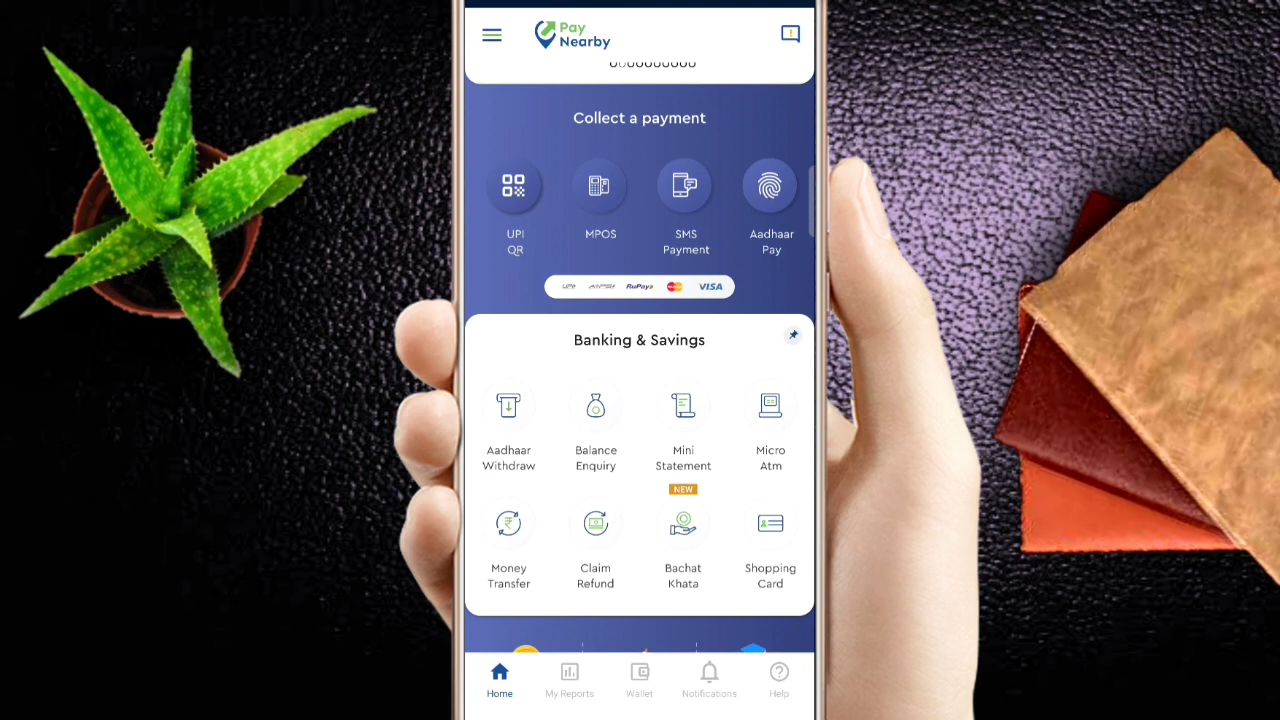 Pay
Nearby
Collect a payment
UPI
QR
MPOS
SMS
Payment
Aadhaar
Pay
UPI
RuPay
mastercard
VISA
Banking & Savings
Aadhaar
Withdraw
Balance
Enquiry
Mini
Statement
Micro
Atm
NEW
Money
Transfer
Claim
Refund
Bachat
Khata
Shopping
Card
Home
My Reports
Wallet
Notifications
Help